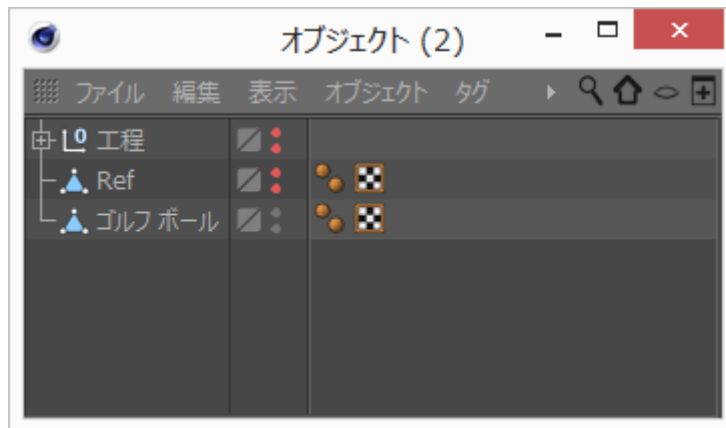 オブジェクト (2)
ファイル 編集 表示 オブジェクト タグ
工程
Ref
ゴルフ ボール